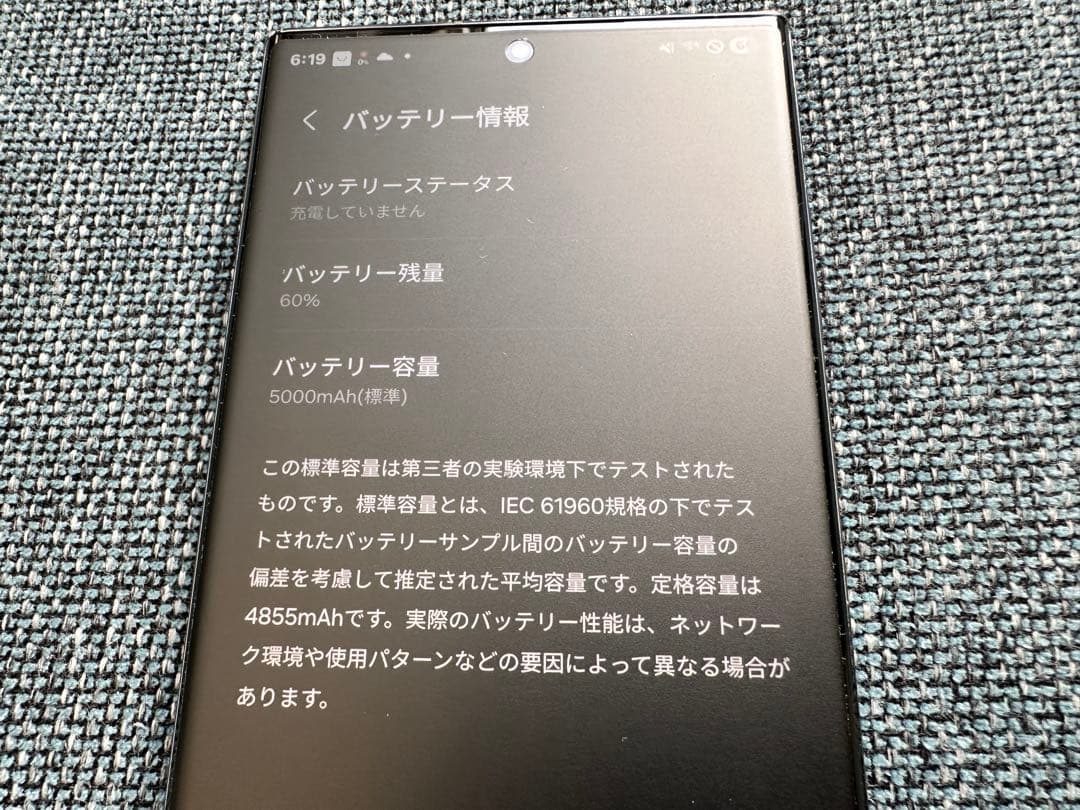 6:19
バッテリー情報
バッテリーステータス
充電していません
バッテリー残量
60%
バッテリー容量
5000mAh(標準)
この標準容量は第三者の実験環境下でテストされた
ものです。標準容量とは、IEC 61960規格の下でテス
トされたバッテリーサンプル間のバッテリー容量の
偏差を考慮して推定された平均容量です。定格容量は
4855mAhです。実際のバッテリー性能は、ネットワー
ク環境や使用パターンなどの要因によって異なる場合が
あります。